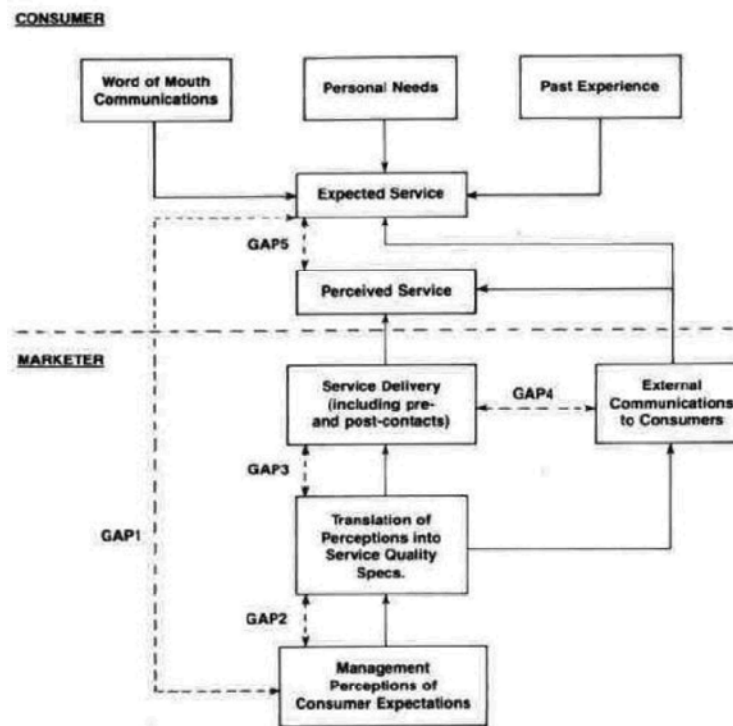 CONSUMER
Word of Mouth
Communications
Personal Needs
Past Experience
Expected Service
GAP5
Perceived Service
MARKETER
Service Delivery
(including pre-
and post-contacts)
GAP4
External
Communications
to Consumers
GAP3
Translation of
Perceptions into
Service Quality
Specs.
GAP1
GAP2
Management
Perceptions of
Consumer Expectations